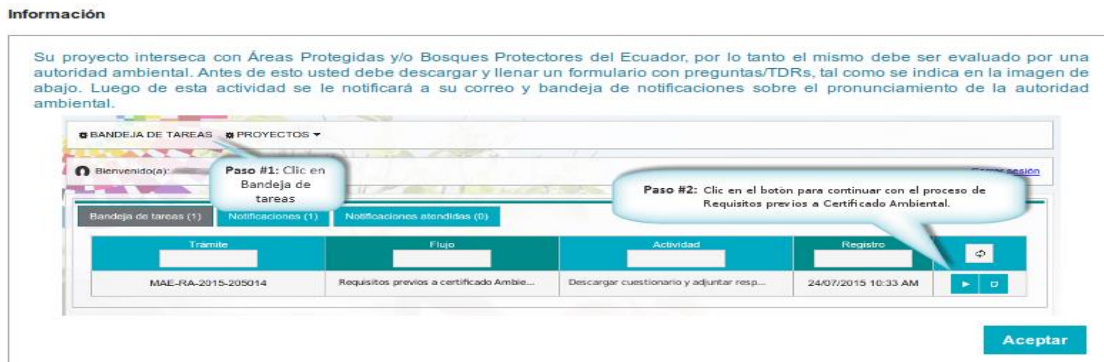 Información
Su proyecto interseca con Áreas Protegidas y/o Bosques Protectores del Ecuador, por lo tanto el mismo debe ser evaluado por una
autoridad ambiental. Antes de esto usted debe descargar y llenar un formulario con preguntas/TDRs, tal como se indica en la imagen de
abajo. Luego de esta actividad se le notificará a su correo y bandeja de notificaciones sobre el pronunciamiento de la autoridad
ambiental.
BANDEJA DE TAREAS PROYECTOS
Bienvenido(a):
Paso #1: Clic en
Bandeja de
tareas
Cerrar sesión
Paso #2: Clic en el botòn para continuar con el proceso de
Requisitos previos a Certificado Ambiental.
Bandeja de tareas (1) Notificaciones (1) Notificaciones atendidas (0)
Trámite Flujo Actividad Registro
MAE-RA-2015-205014 Requisitos previos a certificado Ambie... Descargar cuestionario y adjuntar resp... 24/07/2015 10:33 AM
Aceptar